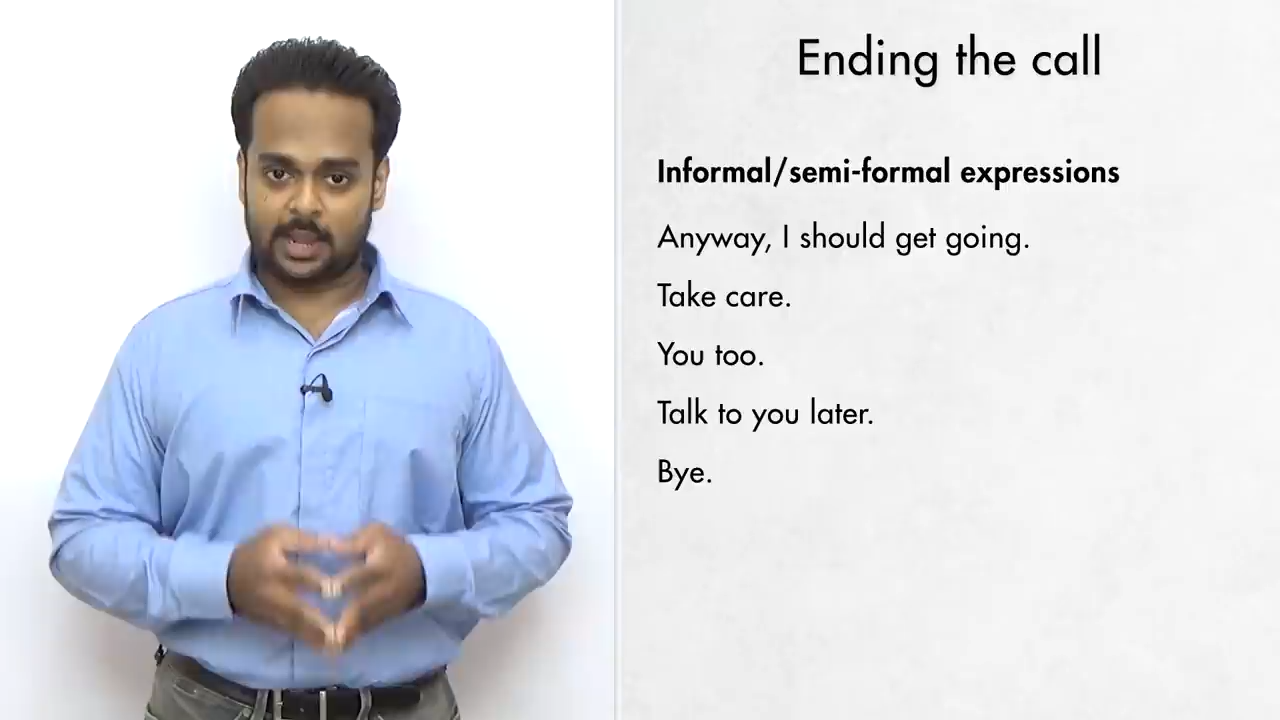 Ending the call
Informal/semi-formal expressions
Anyway, I should get going.
Take care.
You too.
Talk to you later.
Bye.